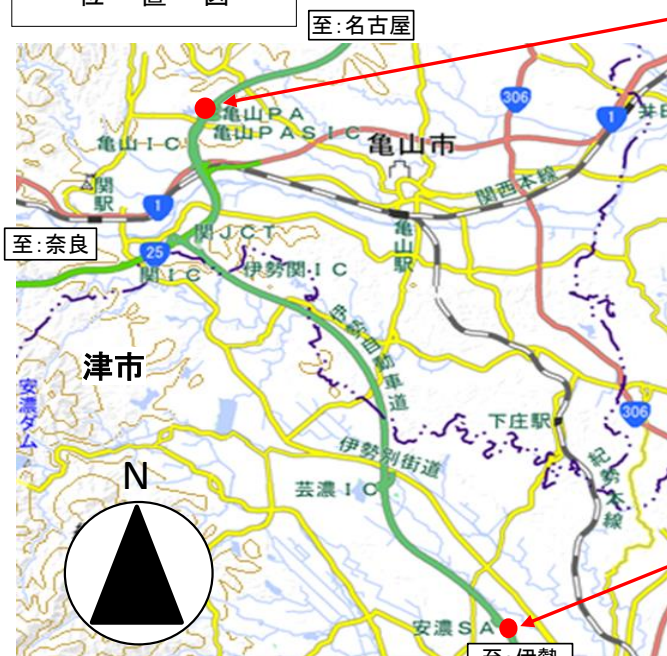 位置図
至:名古屋
306
1
井田
亀山PA
亀山PASIC
亀山IC
亀山市
関西本線
関駅
1
亀山駅
至:奈良
25
関JCT
関IC
伊勢関IC
伊勢自動車道
津市
安濃ダム
下庄駅
306
伊勢別街道
紀勢本線
N
芸濃IC
安濃SA
至:伊勢